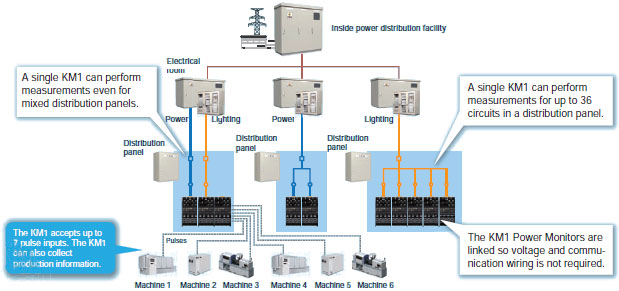 Inside power distribution facility
Electrical
room
A single KM1 can perform
measurements even for
mixed distribution panels.
A single KM1 can perform
measurements for up to 36
circuits in a distribution panel.
Power
Lighting
Power
Lighting
Distribution
panel
Distribution
panel
Distribution
panel
The KM1 accepts up to
7 pulse inputs. The KM1
can also collect
production information.
Pulses
The KM1 Power Monitors are
linked so voltage and commu-
nication wiring is not required.
Machine 1
Machine 2
Machine 3
Machine 4
Machine 5
Machine 6